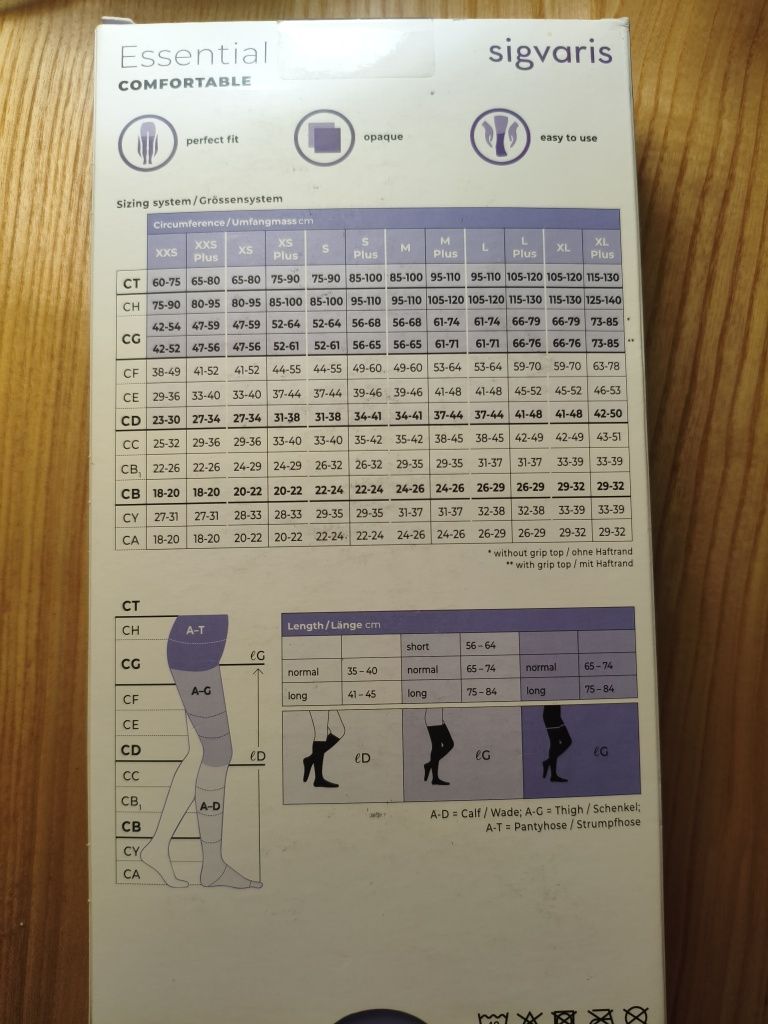 Essential
sigvaris
COMFORTABLE
perfect fit
opaque
easy to use
Sizing system / Grössensystem
Circumference / Umfangmass cm
XXS XXS Plus XS XS Plus S S Plus M M Plus L L Plus XL XL Plus
CT 60-75 65-80 65-80 75-90 75-90 85-100 85-100 95-110 95-110 105-120 105-120 115-130
CH 75-90 80-95 80-95 85-100 85-100 95-110 95-110 105-120 105-120 115-130 115-130 125-140
CG 42-54 47-59 47-59 52-64 52-64 56-68 56-68 61-74 61-74 66-79 66-79 73-85 *
42-52 47-56 47-56 52-61 52-61 56-65 56-65 61-71 61-71 66-76 66-76 73-85 **
CF 38-49 41-52 41-52 44-55 44-55 49-60 49-60 53-64 53-64 59-70 59-70 63-78
CE 29-36 33-40 33-40 37-44 37-44 39-46 39-46 41-48 41-48 45-52 45-52 46-53
CD 23-30 27-34 27-34 31-38 31-38 34-41 34-41 37-44 37-44 41-48 41-48 42-50
CC 25-32 29-36 29-36 33-40 33-40 35-42 35-42 38-45 38-45 42-49 42-49 43-51
CB₁ 22-26 22-26 24-29 24-29 26-32 26-32 29-35 29-35 31-37 31-37 33-39 33-39
CB 18-20 18-20 20-22 20-22 22-24 22-24 24-26 24-26 26-29 26-29 29-32 29-32
CY 27-31 27-31 28-33 28-33 29-35 29-35 31-37 31-37 32-38 32-38 33-39 33-39
CA 18-20 18-20 20-22 20-22 22-24 22-24 24-26 24-26 26-29 26-29 29-32 29-32
* without grip top / ohne Haftrand
** with grip top / mit Haftrand
CT
CH
CG
CF
CE
CD
CC
CB₁
CB
CY
CA
A-T
A-G
A-D
ℓG
ℓD
Length / Länge cm
short 56 – 64
normal 35 – 40 normal 65 – 74 normal 65 – 74
long 41 – 45 long 75 – 84 long 75 – 84
ℓD ℓG ℓG
A-D = Calf / Wade; A-G = Thigh / Schenkel;
A-T = Pantyhose / Strumpfhose